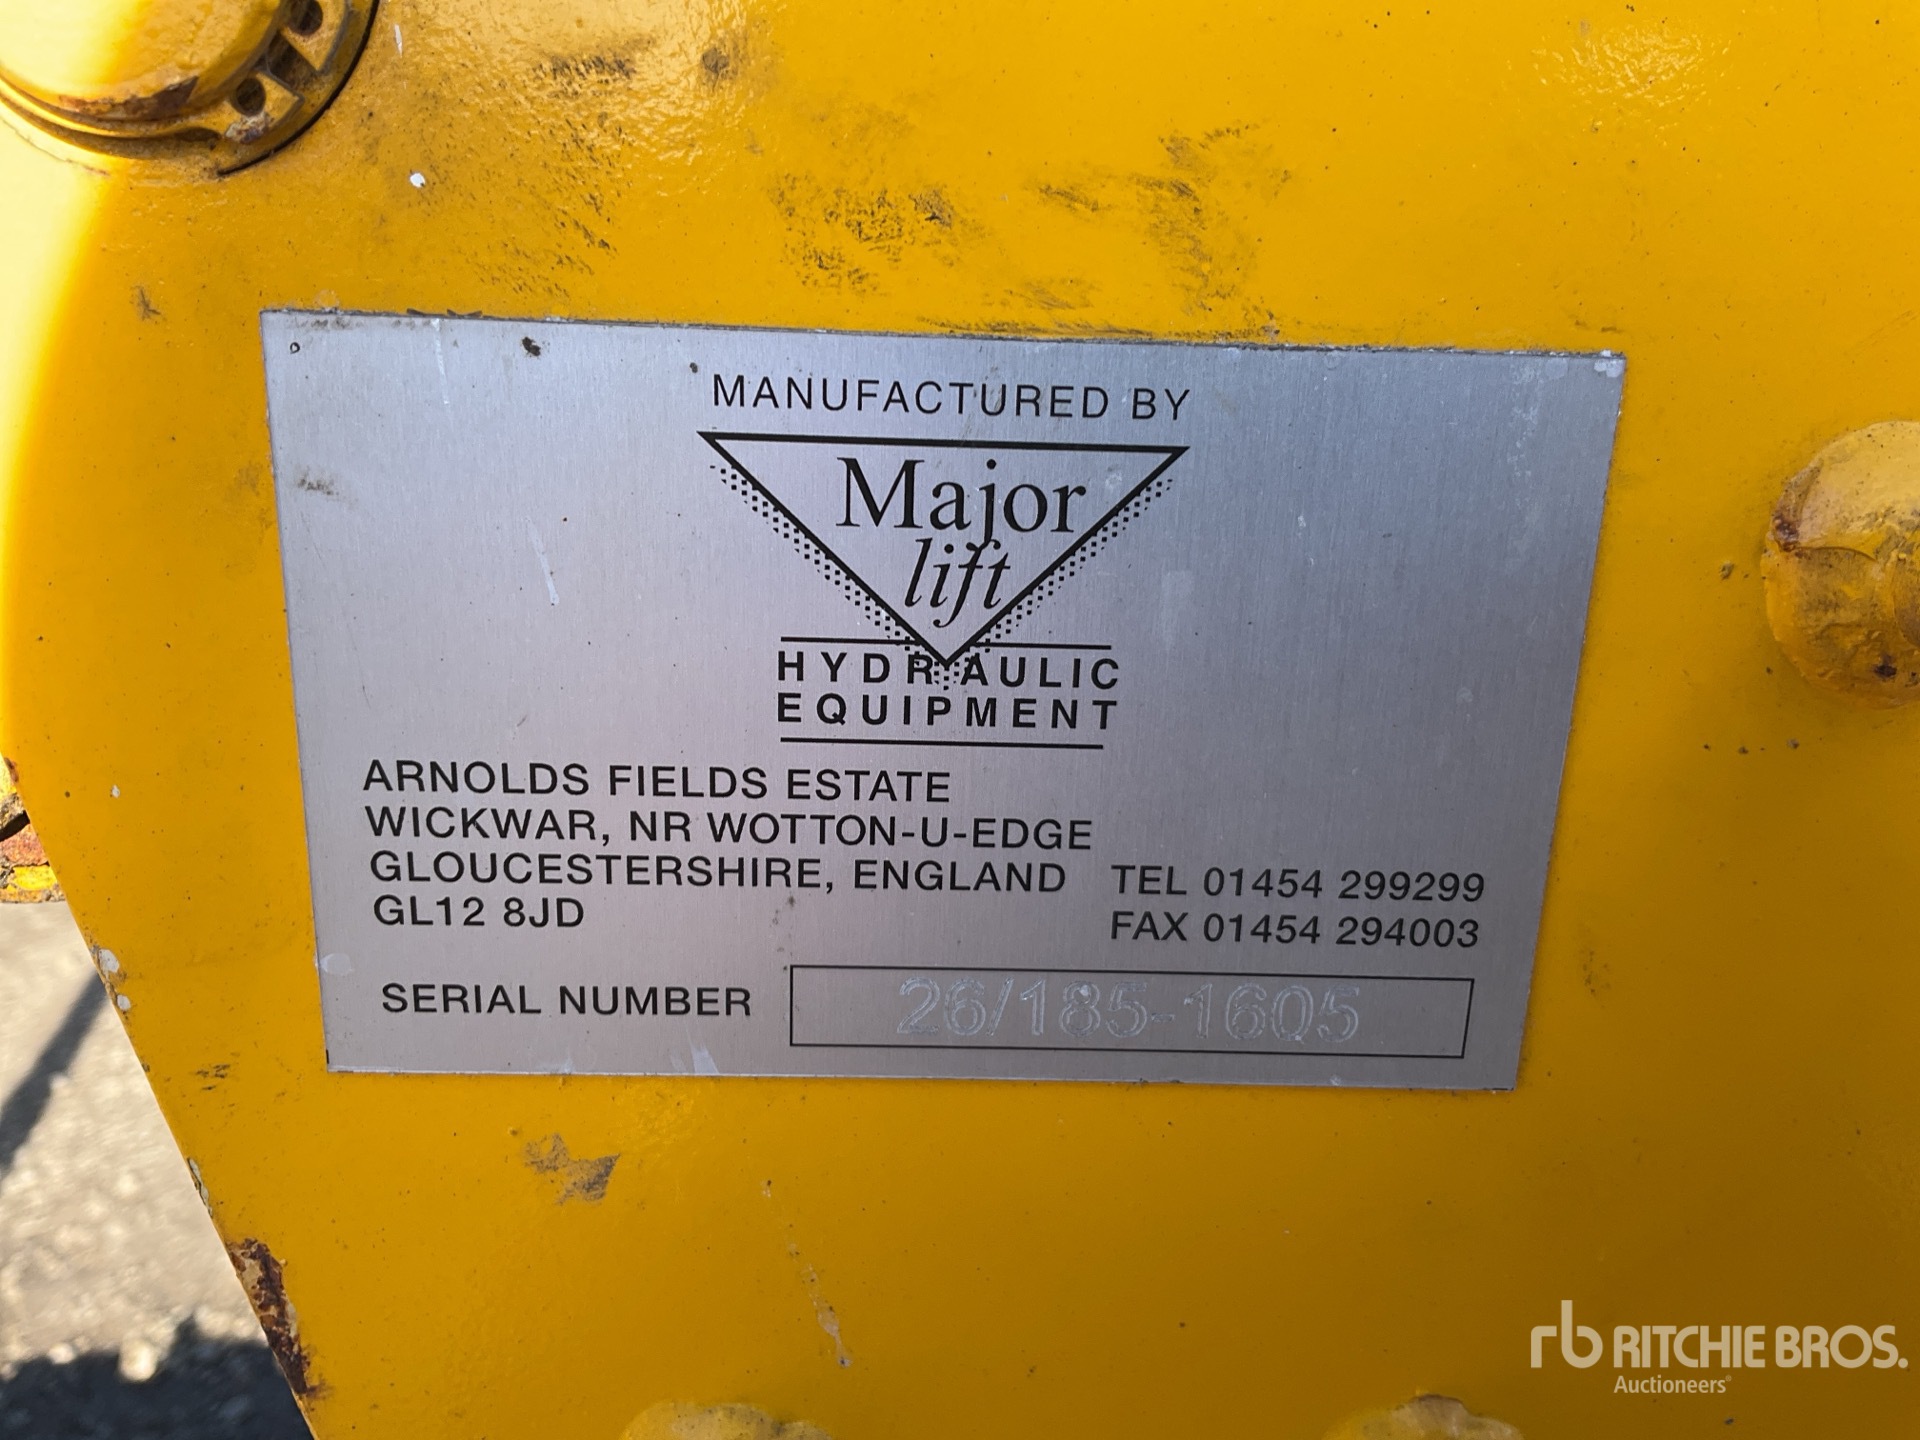 MANUFACTURED BY
Major
lift
HYDRAULIC
EQUIPMENT
ARNOLDS FIELDS ESTATE
WICKWAR, NR WOTTON-U-EDGE
GLOUCESTERSHIRE, ENGLAND
GL12 8JD
TEL 01454 299299
FAX 01454 294003
SERIAL NUMBER 26/185-1605
rb RITCHIE BROS.
Auctioneers